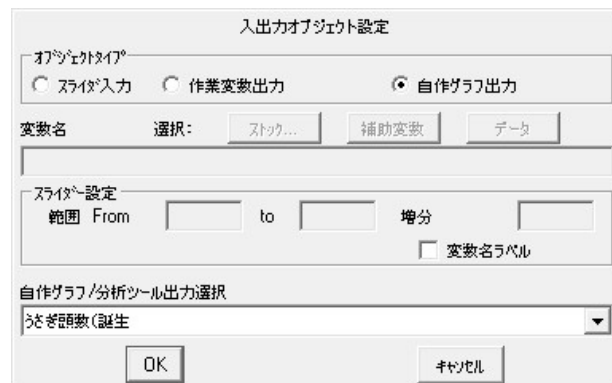 入出力オブジェクト設定
オブジェクトタイプ
スライダ入力 作業変数出力 自作グラフ出力
変数名 選択: ストック... 補助変数 データ
スライダー設定
範囲 From to 増分
変数名ラベル
自作グラフ/分析ツール出力選択
うさぎ頭数(誕生
OK キャンセル